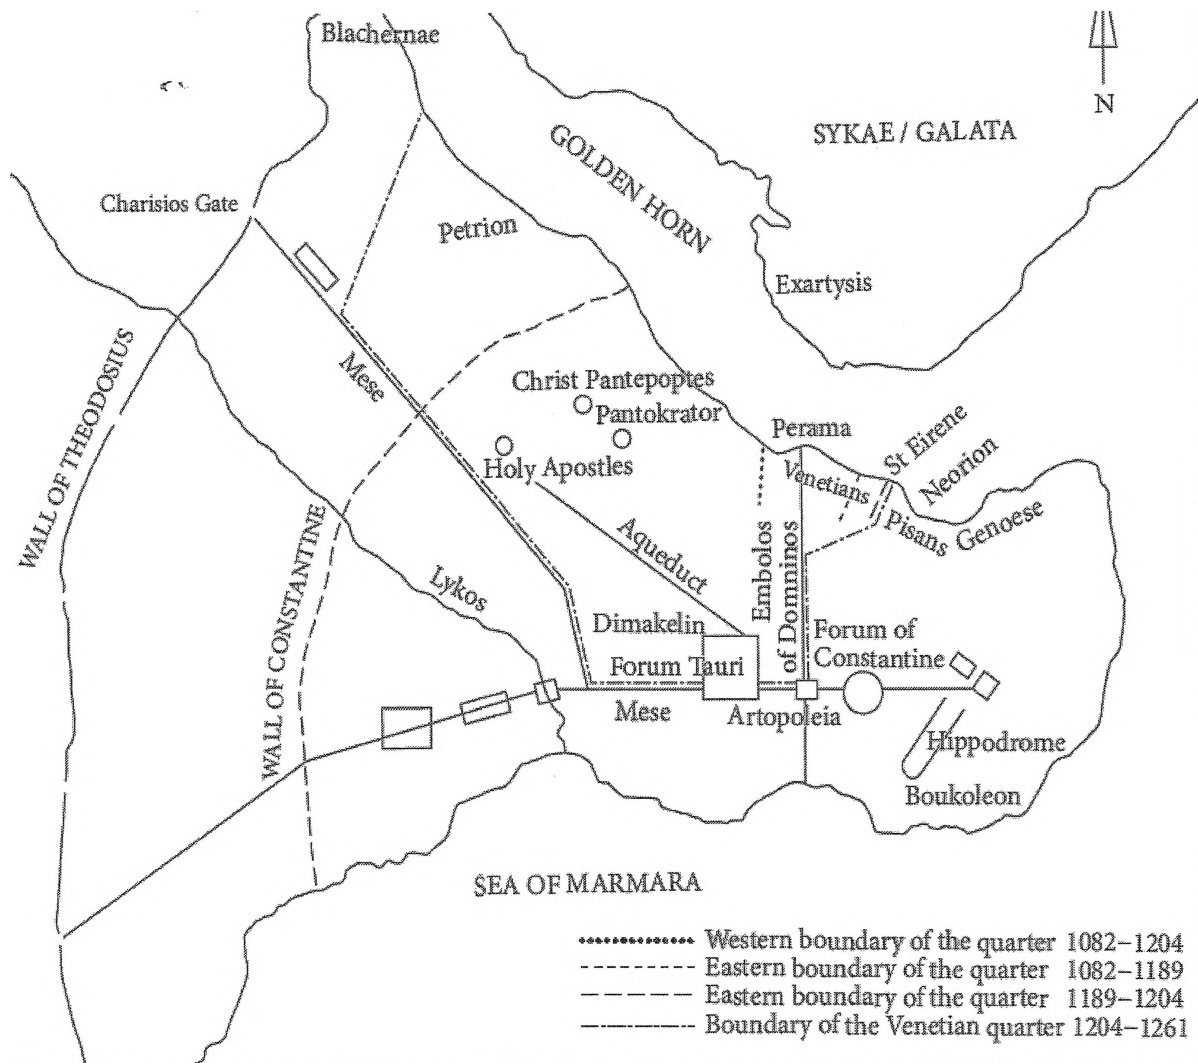 Blachernae
N
SYKAE / GALATA
GOLDEN HORN
Charisios Gate
Petrion
Exartysis
WALL OF THEODOSIUS
Mese
Christ Pantepoptes
Pantokrator
Holy Apostles
Perama
St Eirene
Neorion
Venetians
Pisans
Genoese
WALL OF CONSTANTINE
Aqueduct
Embolos
of Domninos
Lykos
Dimakelin
Forum Tauri
Forum of
Constantine
Mese
Artopoleia
Hippodrome
Boukoleon
SEA OF MARMARA
Western boundary of the quarter 1082–1204
Eastern boundary of the quarter 1082–1189
Eastern boundary of the quarter 1189–1204
Boundary of the Venetian quarter 1204–1261